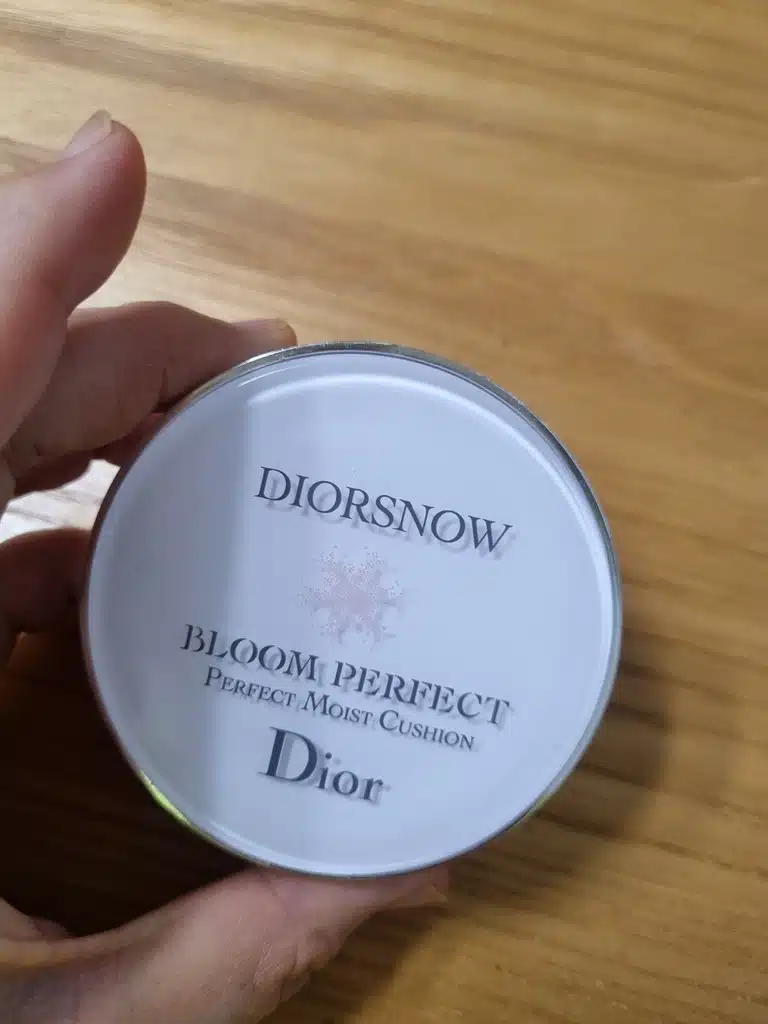 DIORSNOW
BLOOM PERFECT
PERFECT MOIST CUSHION
Dior